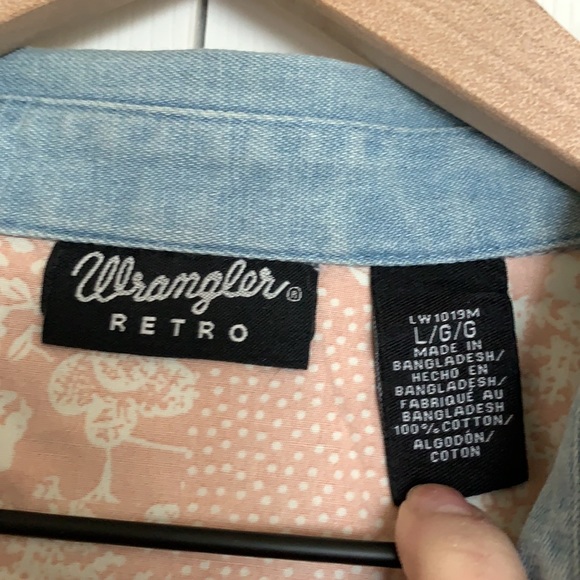 Wrangler®
RETRO
LW1019M
L/G/G
MADE IN
BANGLADESH/
HECHO EN
BANGLADESH/
FABRIQUÉ AU
BANGLADESH
100% COTTON/
ALGODÓN/
COTON